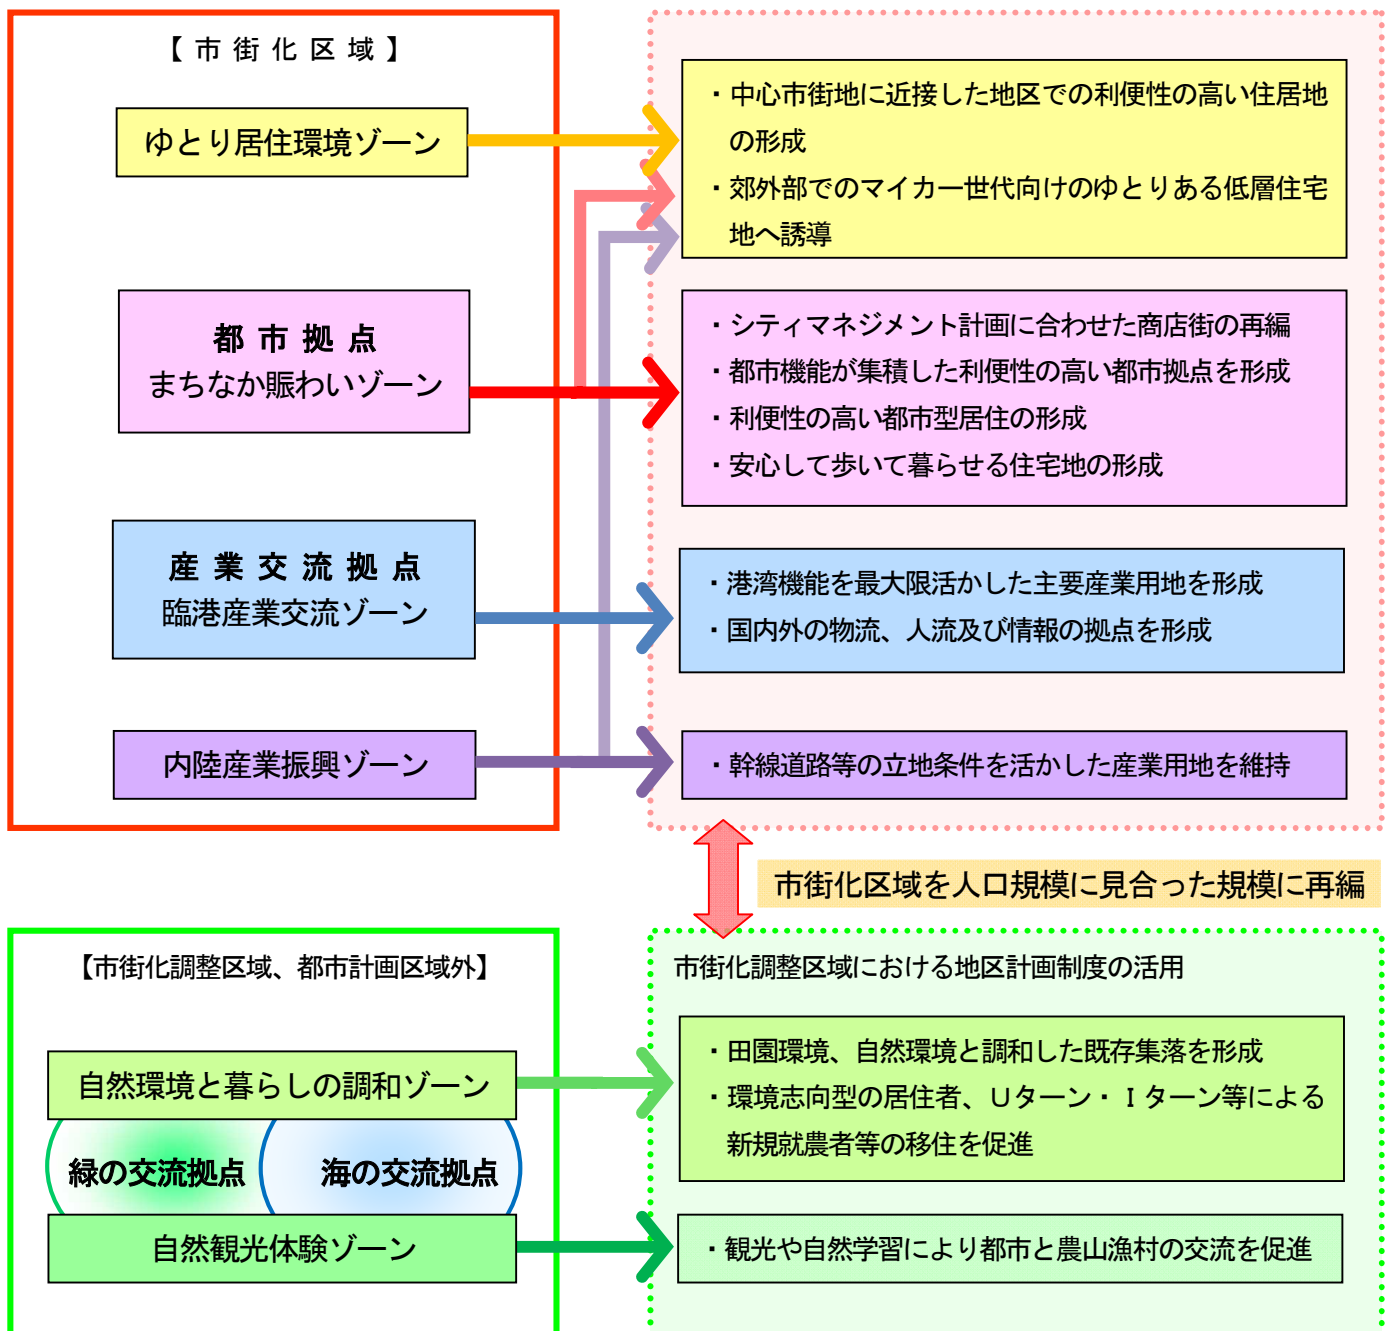 【市街化区域】
ゆとり居住環境ゾーン
・中心市街地に近接した地区での利便性の高い住居地
の形成
・郊外部でのマイカー世代向けのゆとりある低層住宅
地へ誘導
都市拠点
まちなか賑わいゾーン
・シティマネジメント計画に合わせた商店街の再編
・都市機能が集積した利便性の高い都市拠点を形成
・利便性の高い都市型居住の形成
・安心して歩いて暮らせる住宅地の形成
産業交流拠点
臨港産業交流ゾーン
・港湾機能を最大限活かした主要産業用地を形成
・国内外の物流、人流及び情報の拠点を形成
内陸産業振興ゾーン
・幹線道路等の立地条件を活かした産業用地を維持
市街化区域を人口規模に見合った規模に再編
【市街化調整区域、都市計画区域外】
市街化調整区域における地区計画制度の活用
自然環境と暮らしの調和ゾーン
・田園環境、自然環境と調和した既存集落を形成
・環境志向型の居住者、Uターン・Iターン等による
新規就農者等の移住を促進
緑の交流拠点
海の交流拠点
自然観光体験ゾーン
・観光や自然学習により都市と農山漁村の交流を促進